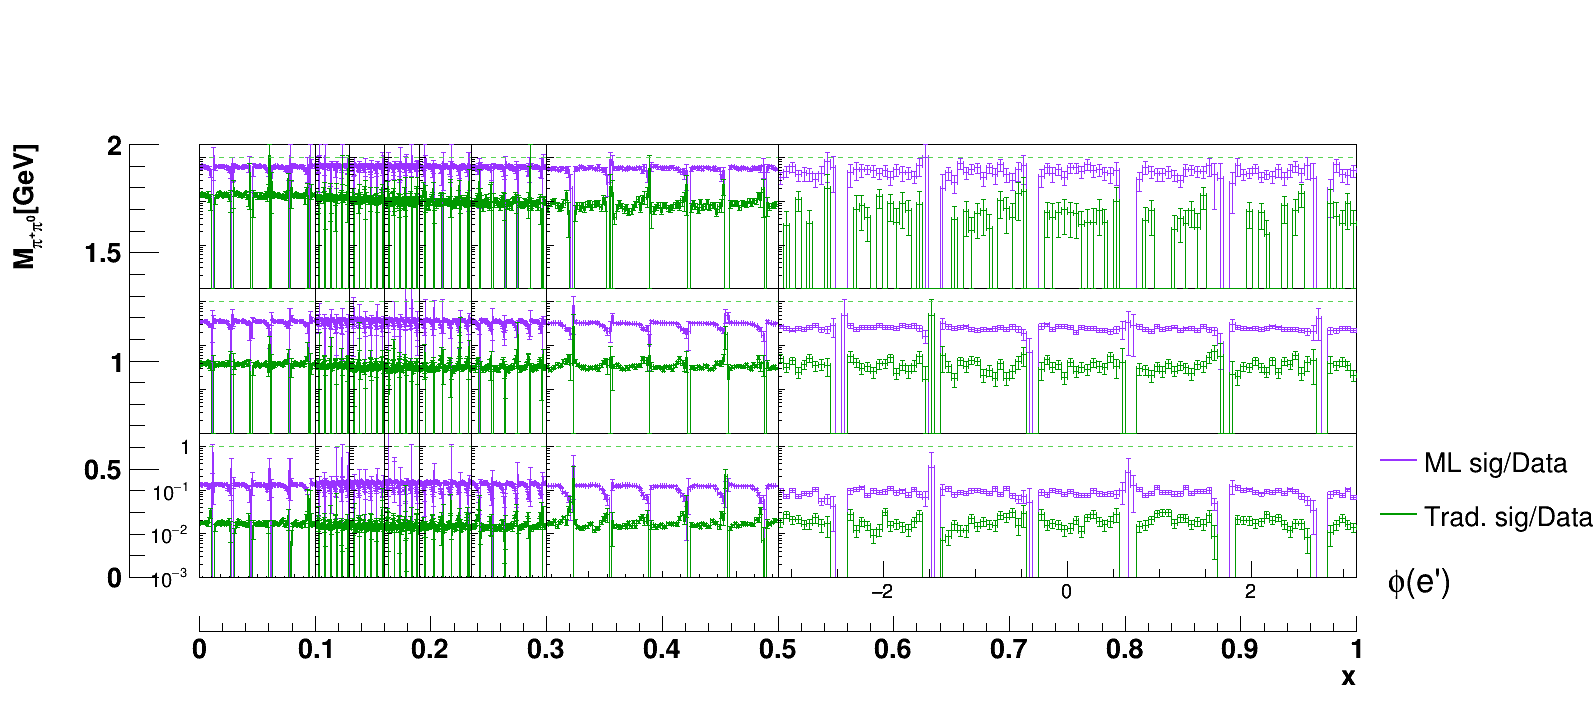 M π⁺π⁰ [GeV]
2
1.5
1
0.5
0
1
10⁻¹
10⁻²
10⁻³
−2 0 2
ϕ(e')
0 0.1 0.2 0.3 0.4 0.5 0.6 0.7 0.8 0.9 1
x
ML sig/Data
Trad. sig/Data